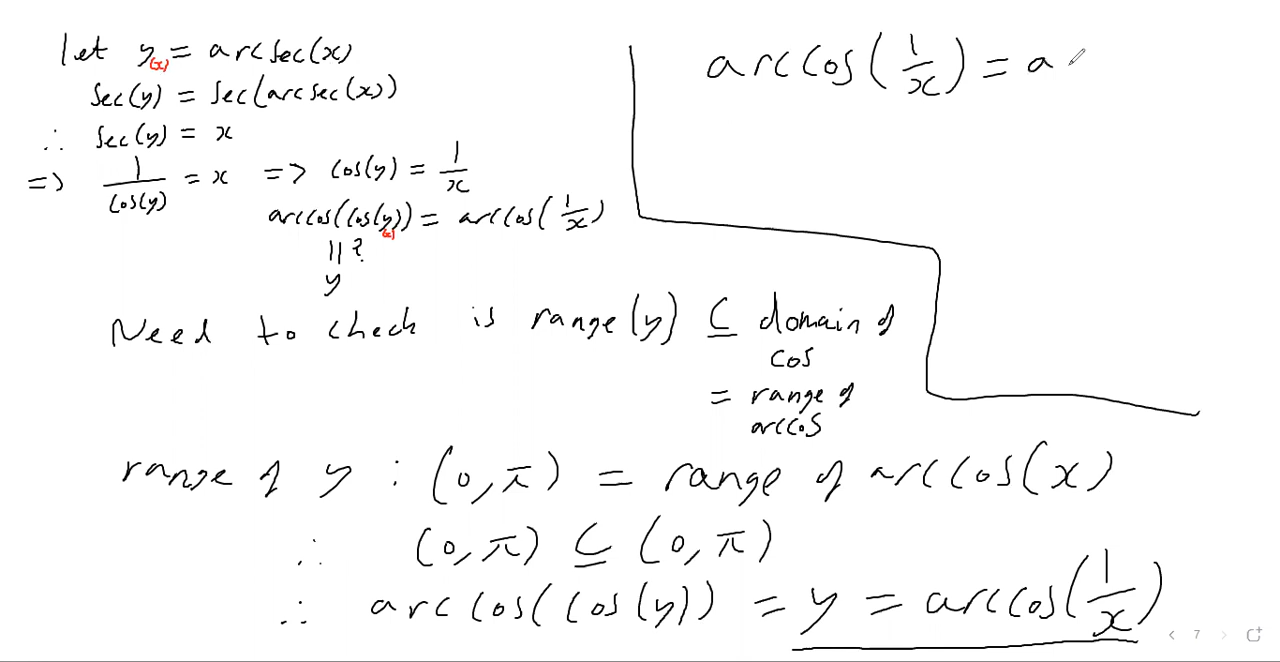 let y(x) = arcsec(x)
sec(y) = sec(arcsec(x))
∴ sec(y) = x
=> 1/cos(y) = x => cos(y) = 1/x
arccos(cos(y(x))) = arccos(1/x)
|| ?
y
arccos(1/x) = a
Need to check is range(y) ⊆ domain of
cos
= range of
arccos
range of y : (0, π) = range of arccos(x)
∴ (0, π) ⊆ (0, π)
∴ arccos(cos(y)) = y = arccos(1/x)
< 7 >